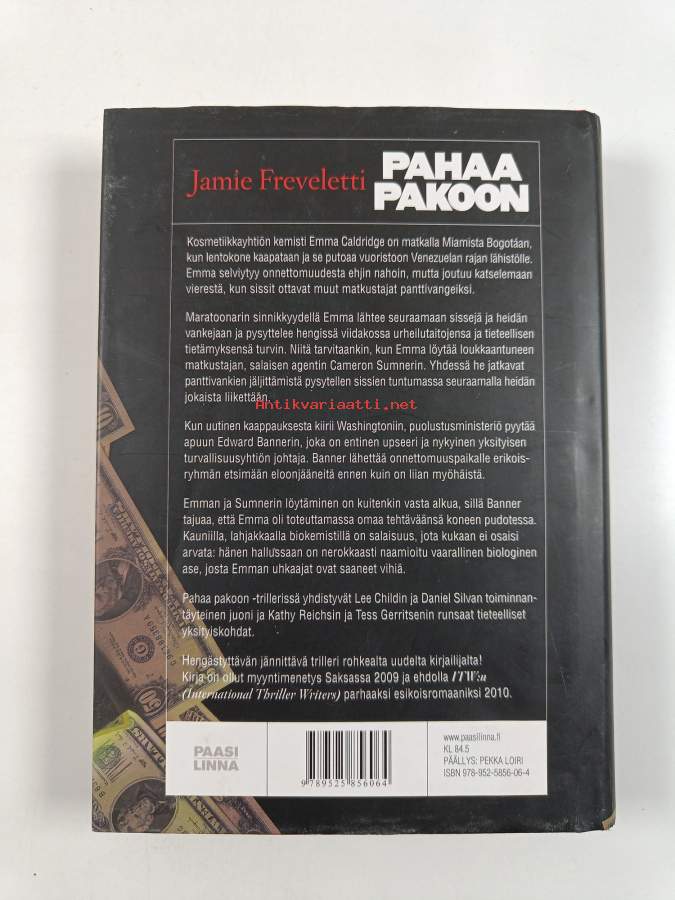 Jamie Freveletti
PAHAA
PAKOON
Kosmetiikkayhtiön kemisti Emma Caldridge on matkalla Miamista Bogotáan,
kun lentokone kaapataan ja se putoaa vuoristoon Venezuelan rajan lähistölle.
Emma selviytyy onnettomuudesta ehjin nahoin, mutta joutuu katselemaan
vierestä, kun sissit ottavat muut matkustajat panttivangeiksi.
Maratoonarin sinnikkyydellä Emma lähtee seuraamaan sissejä ja heidän
vankejaan ja pysyttelee hengissä viidakossa urheilutaitojensa ja tieteellisen
tietämyksensä turvin. Niitä tarvitaankin, kun Emma löytää loukkaantuneen
matkustajan, salaisen agentin Cameron Sumnerin. Yhdessä he jatkavat
panttivankien jäljittämistä pysytellen sissien tuntumassa seuraamalla heidän
jokaista liikettään.
Antikvariaatti.net
Kun uutinen kaappauksesta kiirii Washingtoniin, puolustusministeriö pyytää
apuun Edward Bannerin, joka on entinen upseeri ja nykyinen yksityisen
turvallisuusyhtiön johtaja. Banner lähettää onnettomuuspaikalle erikois-
ryhmän etsimään eloonjääneitä ennen kuin on liian myöhäistä.
Emman ja Sumnerin löytäminen on kuitenkin vasta alkua, sillä Banner
tajuaa, että Emma oli toteuttamassa omaa tehtäväänsä koneen pudotessa.
Kauniilla, lahjakkaalla biokemistillä on salaisuus, jota kukaan ei osaisi
arvata: hänen hallussaan on nerokkaasti naamioitu vaarallinen biologinen
ase, josta Emman uhkaajat ovat saaneet vihiä.
Pahaa pakoon -trillerissä yhdistyvät Lee Childin ja Daniel Silvan toiminnan-
täyteinen juoni ja Kathy Reichsin ja Tess Gerritsenin runsaat tieteelliset
yksityiskohdat.
Hengästyttävän jännittävä trilleri rohkealta uudelta kirjailijalta!
Kirja on ollut myyntimenetys Saksassa 2009 ja ehdolla ITW:n
(International Thriller Writers) parhaaksi esikoisromaaniksi 2010.
PAASI
LINNA
9 789525 856064
www.paasilinna.fi
KL 84.5
PÄÄLLYS: PEKKA LOIRI
ISBN 978-952-5856-06-4